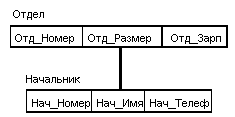 Отдел
Отд_Номер Отд_Размер Отд_Зарп
Начальник
Нач_Номер Нач_Имя Нач_Телеф